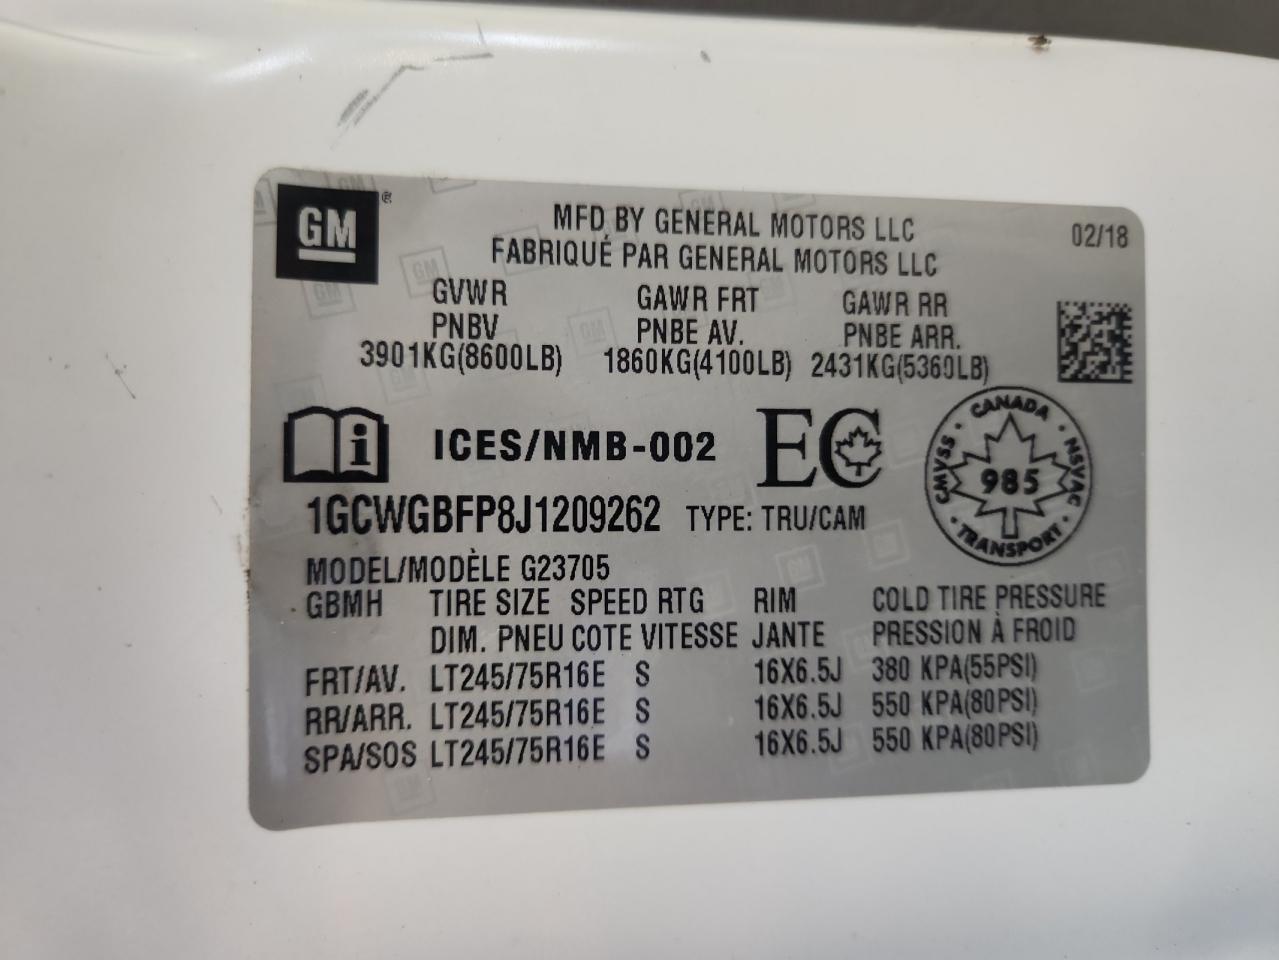 GM ®
MFD BY GENERAL MOTORS LLC
FABRIQUÉ PAR GENERAL MOTORS LLC
02/18
GVWR GAWR FRT GAWR RR
PNBV PNBE AV. PNBE ARR.
3901KG(8600LB) 1860KG(4100LB) 2431KG(5360LB)
i ICES/NMB-002 EC
CANADA
CMVSS · NSVAC
985
TRANSPORT
1GCWGBFP8J1209262 TYPE: TRU/CAM
MODEL/MODÈLE G23705
GBMH TIRE SIZE SPEED RTG RIM COLD TIRE PRESSURE
DIM. PNEU COTE VITESSE JANTE PRESSION À FROID
FRT/AV. LT245/75R16E S 16X6.5J 380 KPA(55PSI)
RR/ARR. LT245/75R16E S 16X6.5J 550 KPA(80PSI)
SPA/SOS LT245/75R16E S 16X6.5J 550 KPA(80PSI)